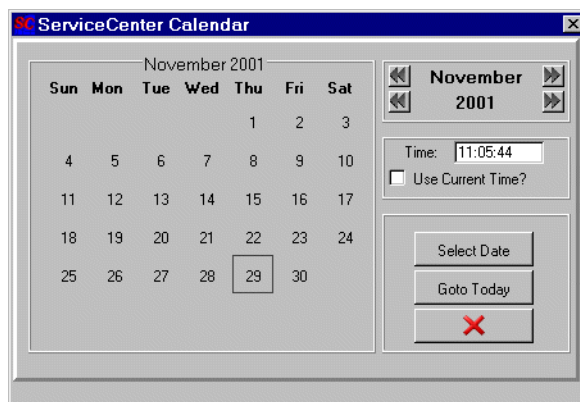 SC ServiceCenter Calendar
November 2001
Sun Mon Tue Wed Thu Fri Sat
1 2 3
4 5 6 7 8 9 10
11 12 13 14 15 16 17
18 19 20 21 22 23 24
25 26 27 28 29 30
November
2001
Time: 11:05:44
Use Current Time?
Select Date
Goto Today